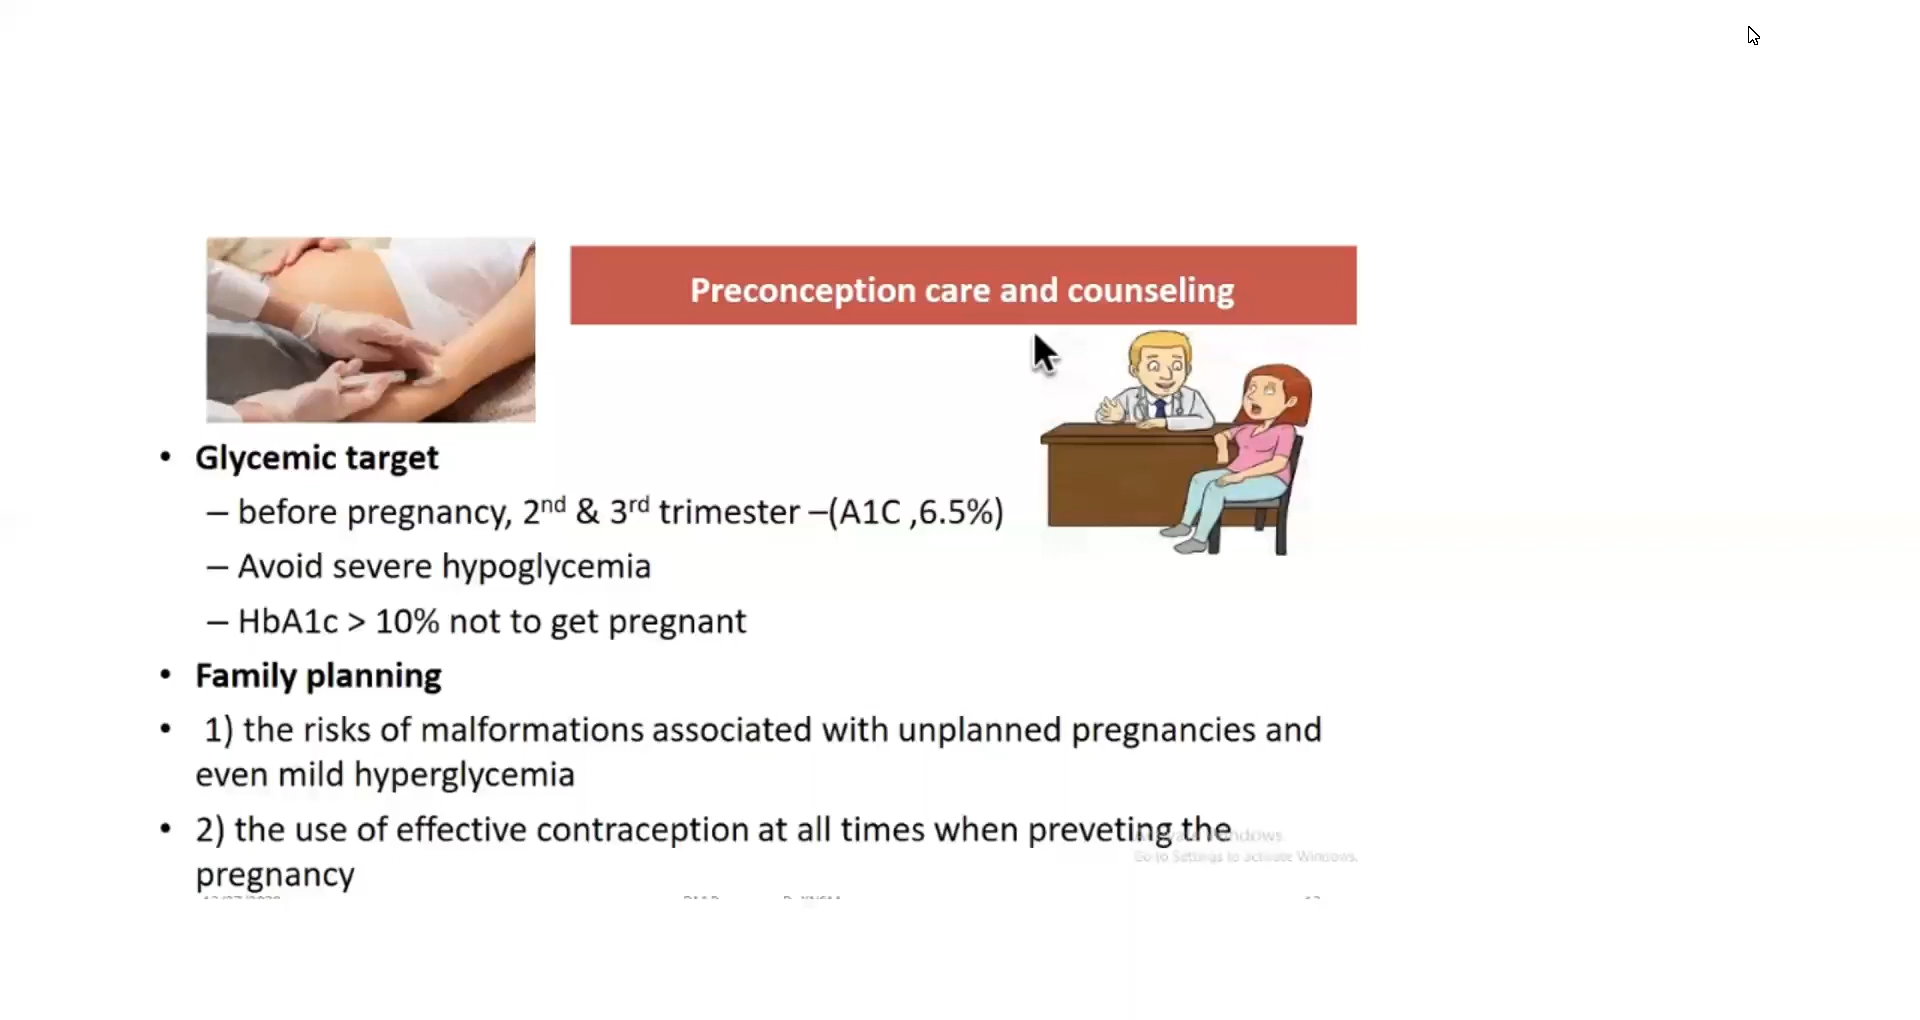 Preconception care and counseling
• Glycemic target
– before pregnancy, 2nd & 3rd trimester –(A1C ,6.5%)
– Avoid severe hypoglycemia
– HbA1c > 10% not to get pregnant
• Family planning
• 1) the risks of malformations associated with unplanned pregnancies and
even mild hyperglycemia
• 2) the use of effective contraception at all times when preveting the
pregnancy
Activate Windows
Go to Settings to activate Windows.